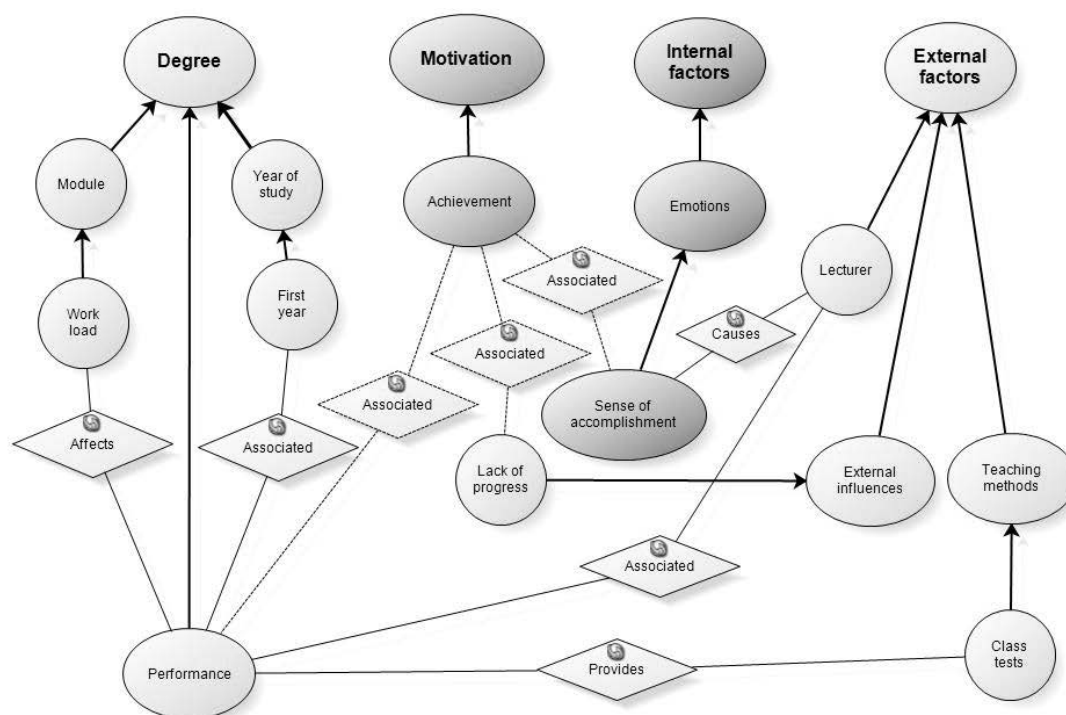 Degree
Motivation
Internal
factors
External
factors
Module
Year of
study
Achievement
Emotions
Lecturer
Work
load
First
year
Associated
Causes
Associated
Associated
Sense of
accomplishment
Affects
Associated
Lack of
progress
External
influences
Teaching
methods
Associated
Performance
Provides
Class
tests